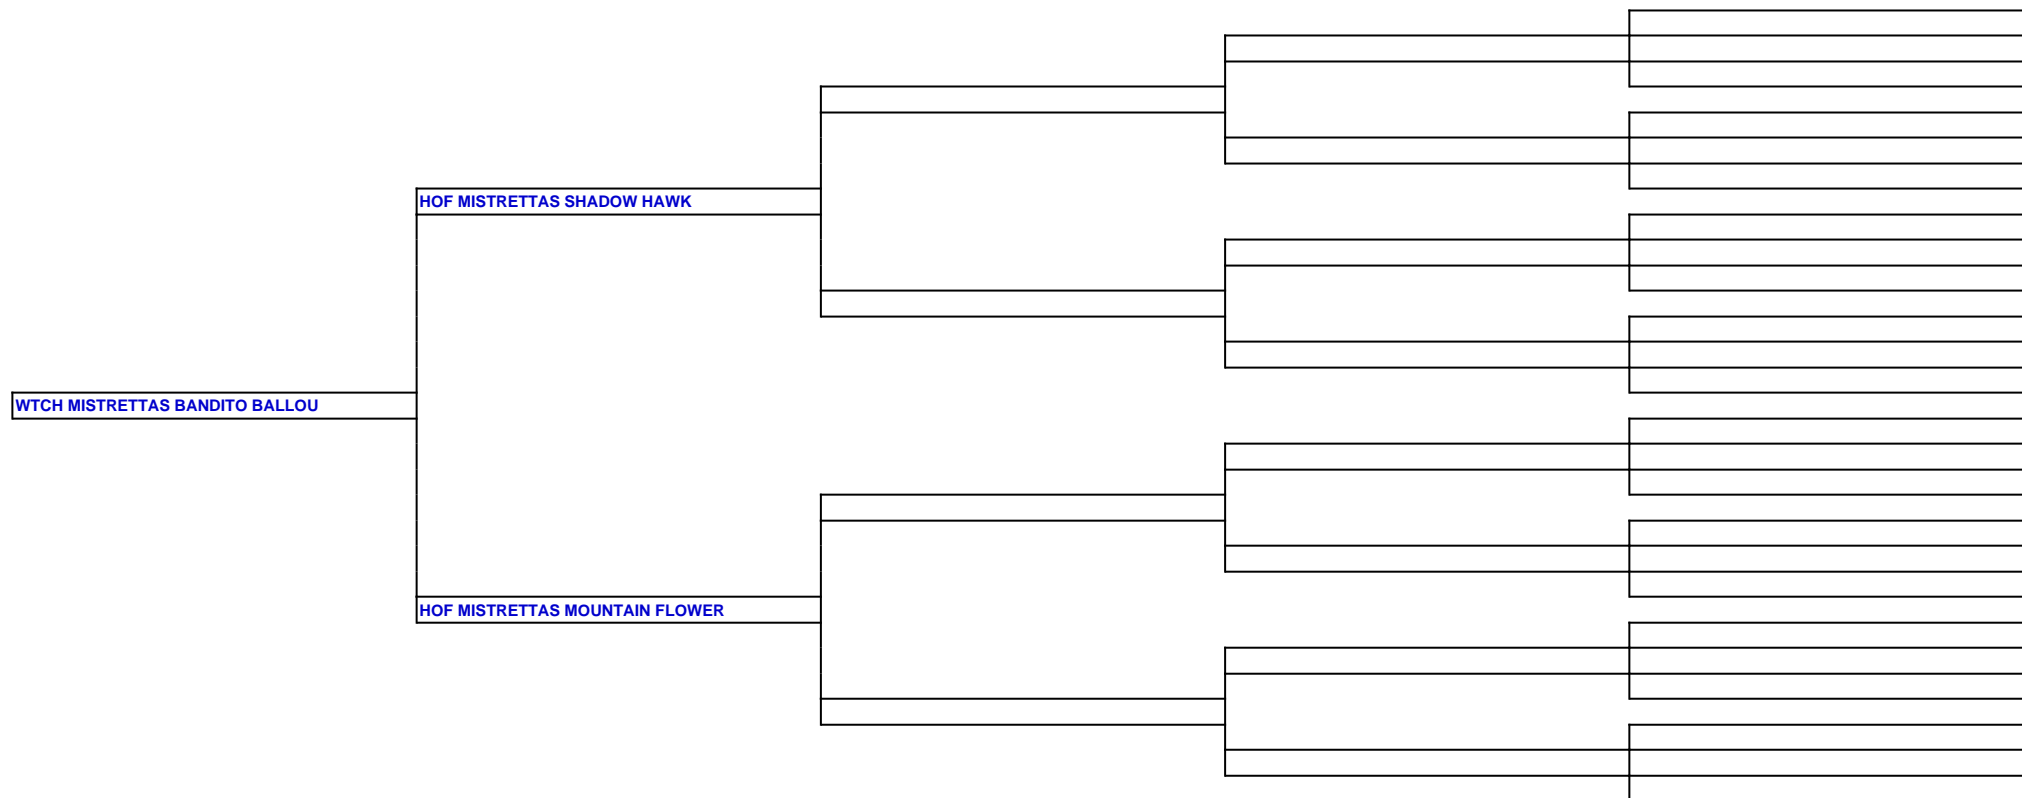 HOF MISTRETTAS SHADOW HAWK
WTCH MISTRETTAS BANDITO BALLOU
HOF MISTRETTAS MOUNTAIN FLOWER